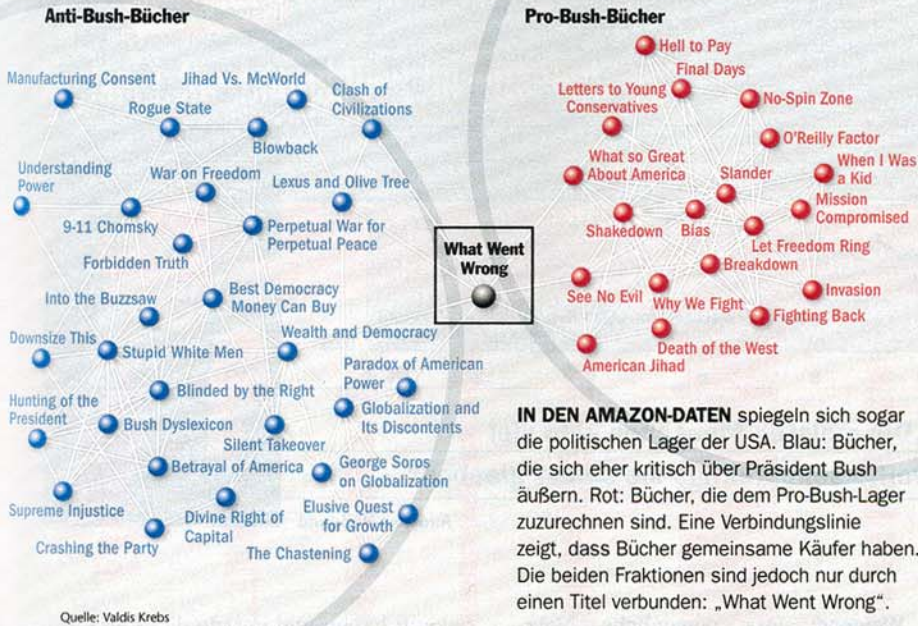 Anti-Bush-Bücher
Manufacturing Consent
Jihad Vs. McWorld
Clash of
Civilizations
Rogue State
Blowback
Understanding
Power
War on Freedom
Lexus and Olive Tree
9-11 Chomsky
Perpetual War for
Perpetual Peace
Forbidden Truth
Into the Buzzsaw
Best Democracy
Money Can Buy
Downsize This
Stupid White Men
Wealth and Democracy
Paradox of American
Power
Blinded by the Right
Hunting of the
President
Globalization and
Its Discontents
Bush Dyslexicon
Silent Takeover
Betrayal of America
George Soros
on Globalization
Supreme Injustice
Divine Right of
Capital
Elusive Quest
for Growth
Crashing the Party
The Chastening
Quelle: Valdis Krebs
What Went
Wrong
Pro-Bush-Bücher
Hell to Pay
Final Days
Letters to Young
Conservatives
No-Spin Zone
O'Reilly Factor
What so Great
About America
Slander
When I Was
a Kid
Mission
Compromised
Shakedown
Bias
Let Freedom Ring
Breakdown
See No Evil
Why We Fight
Invasion
Fighting Back
Death of the West
American Jihad
IN DEN AMAZON-DATEN spiegeln sich sogar
die politischen Lager der USA. Blau: Bücher,
die sich eher kritisch über Präsident Bush
äußern. Rot: Bücher, die dem Pro-Bush-Lager
zuzurechnen sind. Eine Verbindungslinie
zeigt, dass Bücher gemeinsame Käufer haben.
Die beiden Fraktionen sind jedoch nur durch
einen Titel verbunden: „What Went Wrong“.